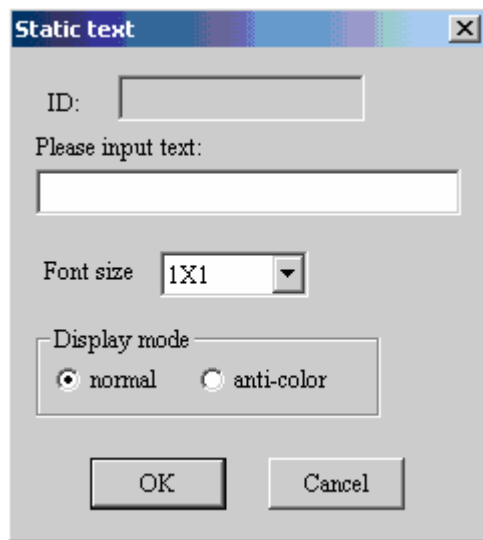 Static text
ID:
Please input text:
Font size 1X1
Display mode
normal anti-color
OK Cancel